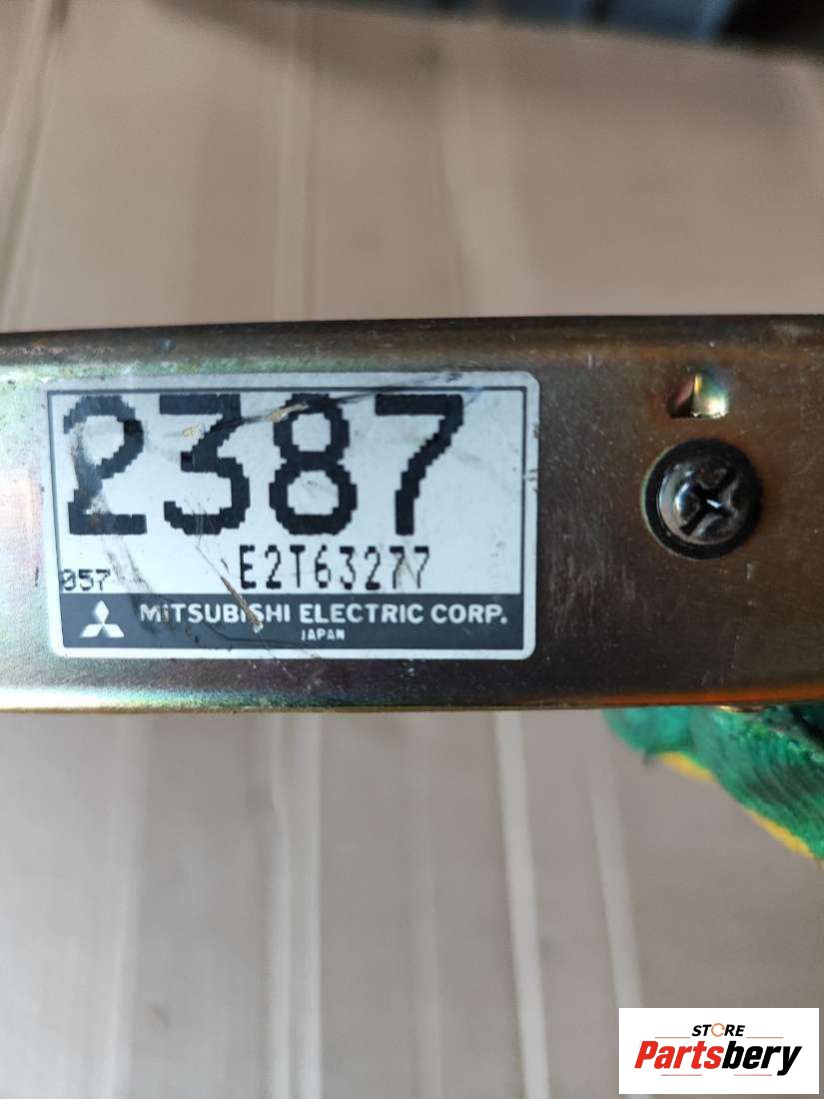 2387
057 E2T63277
MITSUBISHI ELECTRIC CORP.
JAPAN
STORE
Partsbery